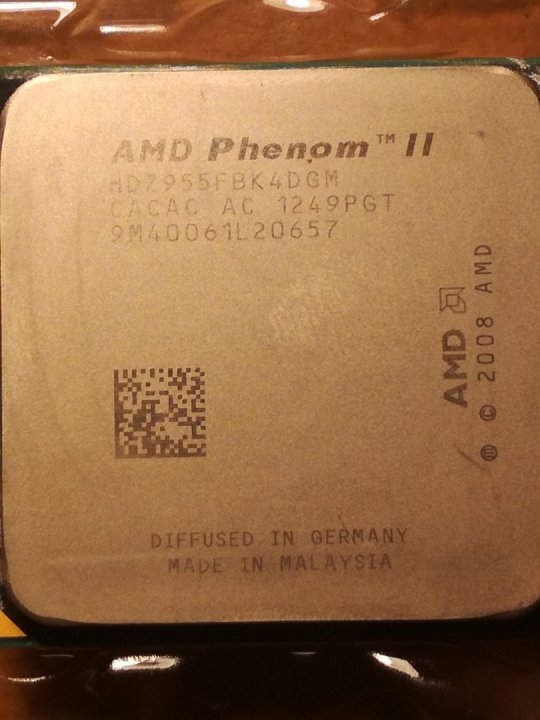 AMD Phenom™ II
HDZ955FBK4DGM
CACAC AC 1249PGT
9M40061L20657
AMD
ⓜ © 2008 AMD
DIFFUSED IN GERMANY
MADE IN MALAYSIA